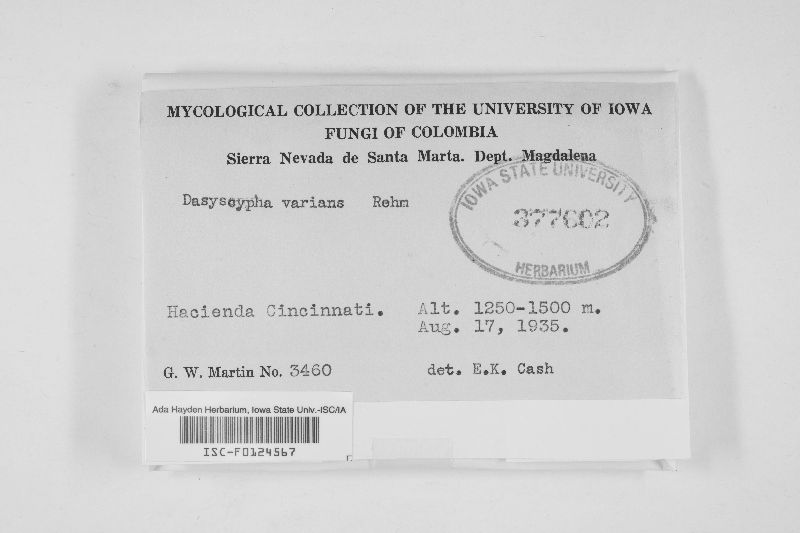 MYCOLOGICAL COLLECTION OF THE UNIVERSITY OF IOWA
FUNGI OF COLOMBIA
Sierra Nevada de Santa Marta. Dept. Magdalena
Dasyscypha varians Rehm
IOWA STATE UNIVERSITY
377602
HERBARIUM
Hacienda Cincinnati. Alt. 1250-1500 m.
Aug. 17, 1935.
G. W. Martin No. 3460 det. E.K. Cash
Ada Hayden Herbarium, Iowa State Univ.-ISC/IA
ISC-F0124567